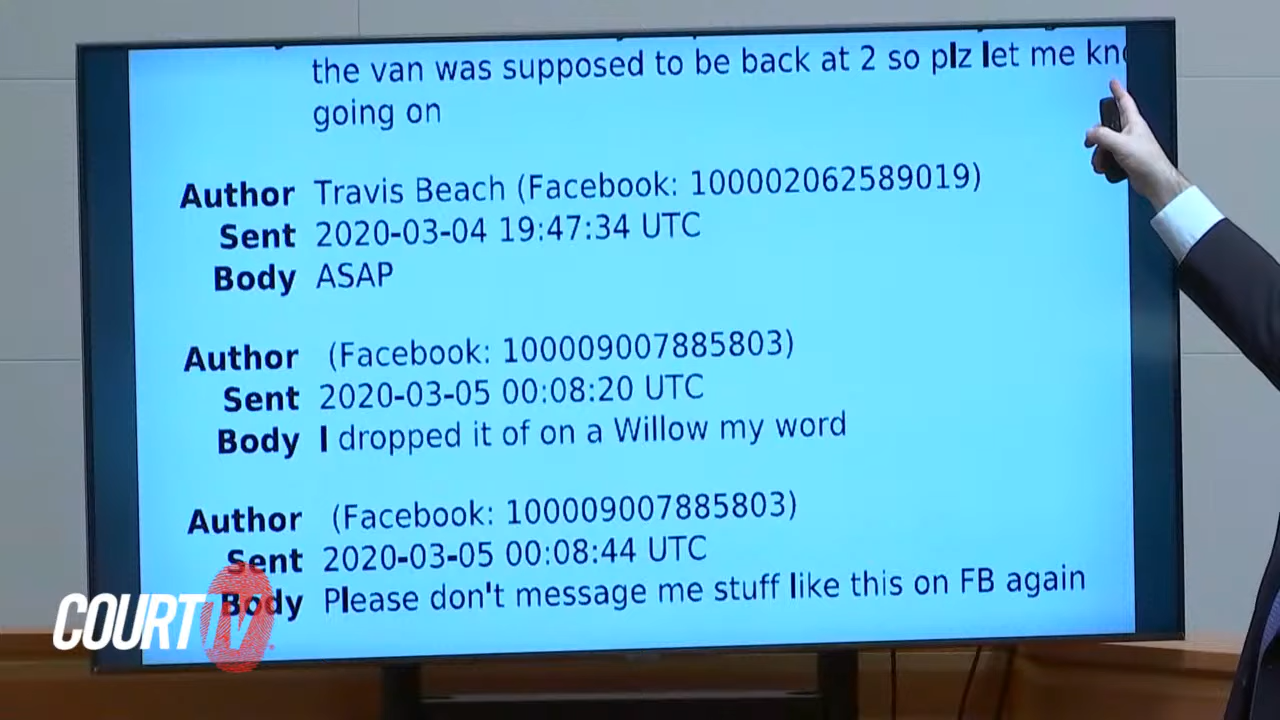 the van was supposed to be back at 2 so plz let me
going on
Author Travis Beach (Facebook: 100002062589019)
Sent 2020-03-04 19:47:34 UTC
Body ASAP
Author (Facebook: 100009007885803)
Sent 2020-03-05 00:08:20 UTC
Body I dropped it of on a Willow my word
Author (Facebook: 100009007885803)
Sent 2020-03-05 00:08:44 UTC
Body Please don't message me stuff like this on FB again
COURT TV